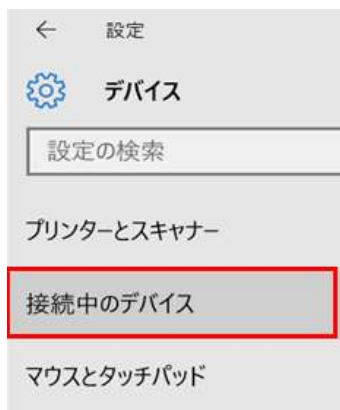 ← 設定
デバイス
設定の検索
プリンターとスキャナー
接続中のデバイス
マウスとタッチパッド